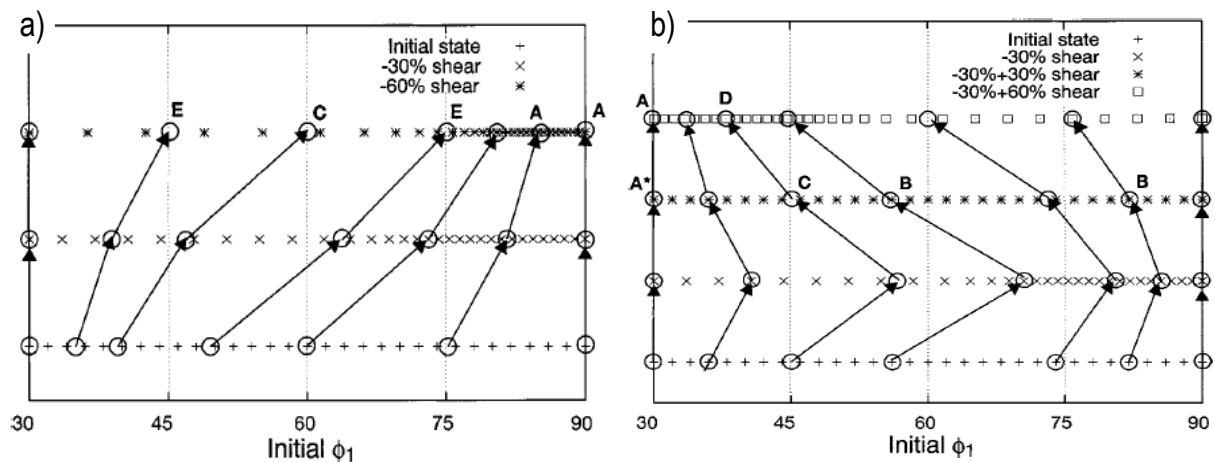 a)
Initial state +
-30% shear ×
-60% shear ✳
E C E A A
30 45 60 75 90
Initial ϕ₁
b)
Initial state +
-30% shear ×
-30%+30% shear ✳
-30%+60% shear □
A D
A* C B B
30 45 60 75 90
Initial ϕ₁